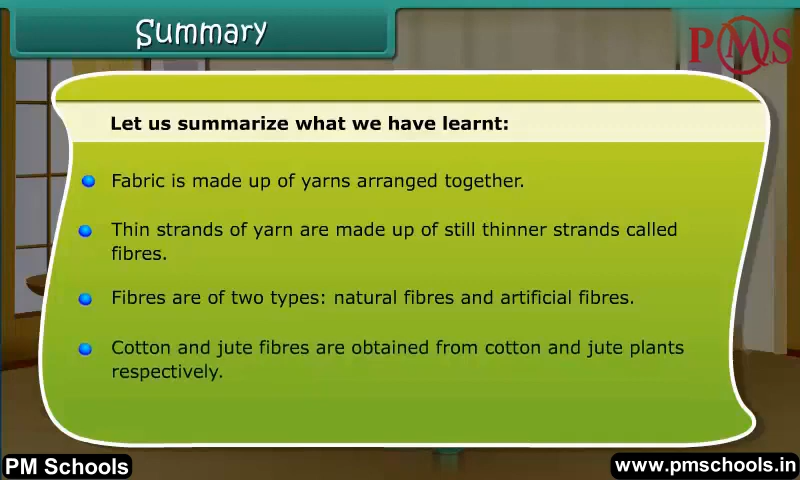 Summary
PMS
Let us summarize what we have learnt:
Fabric is made up of yarns arranged together.
Thin strands of yarn are made up of still thinner strands called
fibres.
Fibres are of two types: natural fibres and artificial fibres.
Cotton and jute fibres are obtained from cotton and jute plants
respectively.
PM Schools
www.pmschools.in